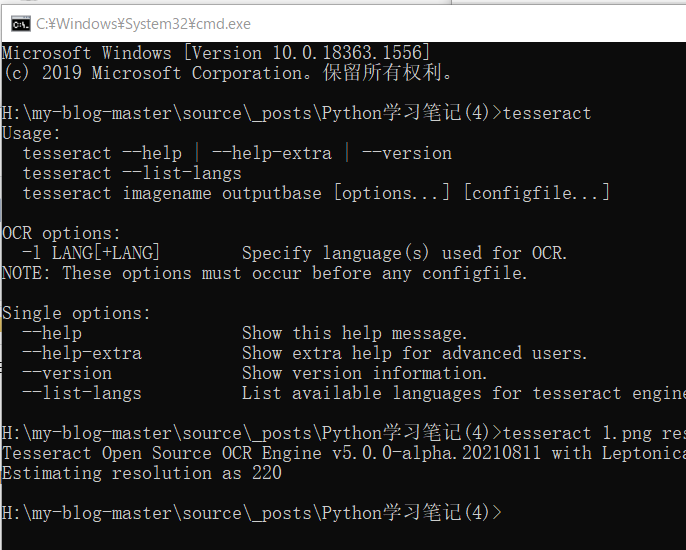 C:¥Windows¥System32¥cmd.exe
Microsoft Windows [Version 10.0.18363.1556]
(c) 2019 Microsoft Corporation。保留所有权利。
H:\my-blog-master\source\_posts\Python学习笔记(4)>tesseract
Usage:
tesseract --help | --help-extra | --version
tesseract --list-langs
tesseract imagename outputbase [options...] [configfile...]
OCR options:
-l LANG[+LANG] Specify language(s) used for OCR.
NOTE: These options must occur before any configfile.
Single options:
--help Show this help message.
--help-extra Show extra help for advanced users.
--version Show version information.
--list-langs List available languages for tesseract engine
H:\my-blog-master\source\_posts\Python学习笔记(4)>tesseract 1.png res
Tesseract Open Source OCR Engine v5.0.0-alpha.20210811 with Leptonica
Estimating resolution as 220
H:\my-blog-master\source\_posts\Python学习笔记(4)>